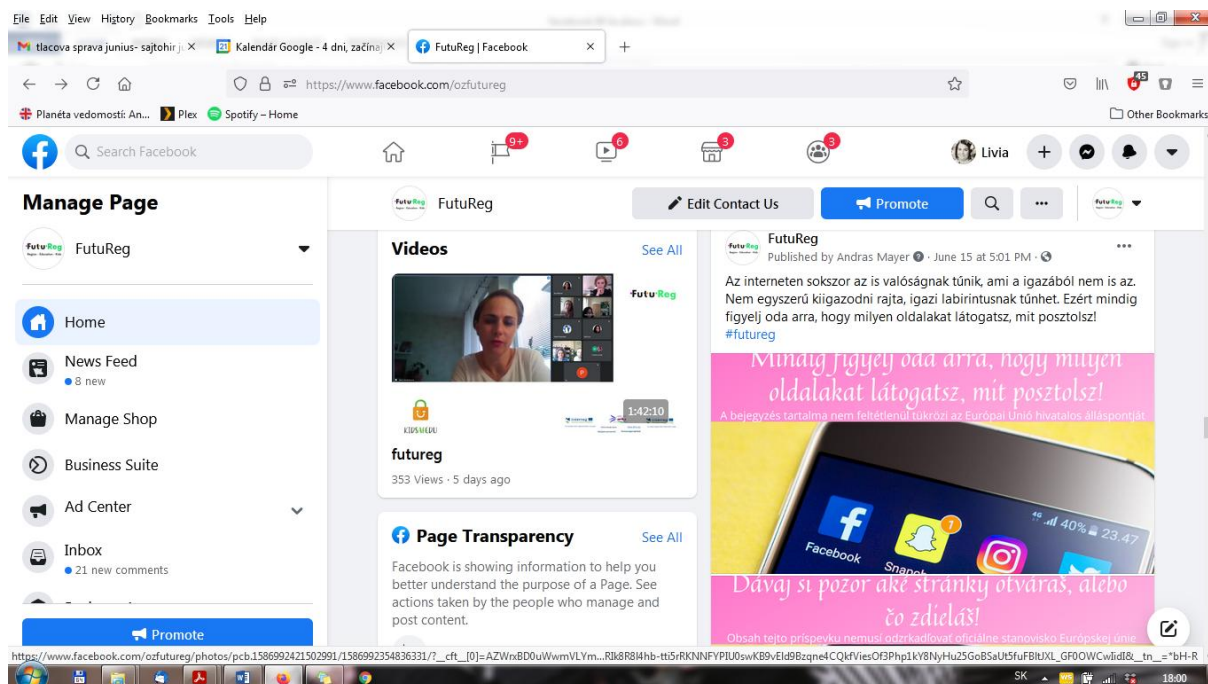 File Edit View History Bookmarks Tools Help
tlacova sprava junius- sajtohir j
Kalendár Google - 4 dni, začínaj
FutuReg | Facebook
https://www.facebook.com/ozfutureg
45
Planéta vedomostí: An...
Plex
Spotify – Home
Other Bookmarks
Search Facebook
9+
6
3
3
Livia
Manage Page
FutuReg
Edit Contact Us
Promote
FutuReg
Home
News Feed
8 new
Manage Shop
Business Suite
Ad Center
Inbox
21 new comments
Promote
Videos
See All
FutuReg
KIDSAFEDU
1:42:10
futureg
353 Views · 5 days ago
Page Transparency
See All
Facebook is showing information to help you
better understand the purpose of a Page. See
actions taken by the people who manage and
post content.
FutuReg
Published by Andras Mayer · June 15 at 5:01 PM ·
Az interneten sokszor az is valóságnak tűnik, ami a igazából nem is az.
Nem egyszerű kiigazodni rajta, igazi labirintusnak tűnhet. Ezért mindig
figyelj oda arra, hogy milyen oldalakat látogatsz, mit posztolsz!
#futureg
Mindig figyelj oda arra, hogy milyen
oldalakat látogatsz, mit posztolsz!
A bejegyzés tartalma nem feltétlenül tükrözi az Európai Unió hivatalos álláspontját.
Facebook
1
4G 40% 23.47
Dávaj si pozor aké stránky otváraš, alebo
čo zdieláš!
Obsah tejto príspevku nemusí odzrkadľovať oficiálne stanovisko Európskej únie
SK
18:00